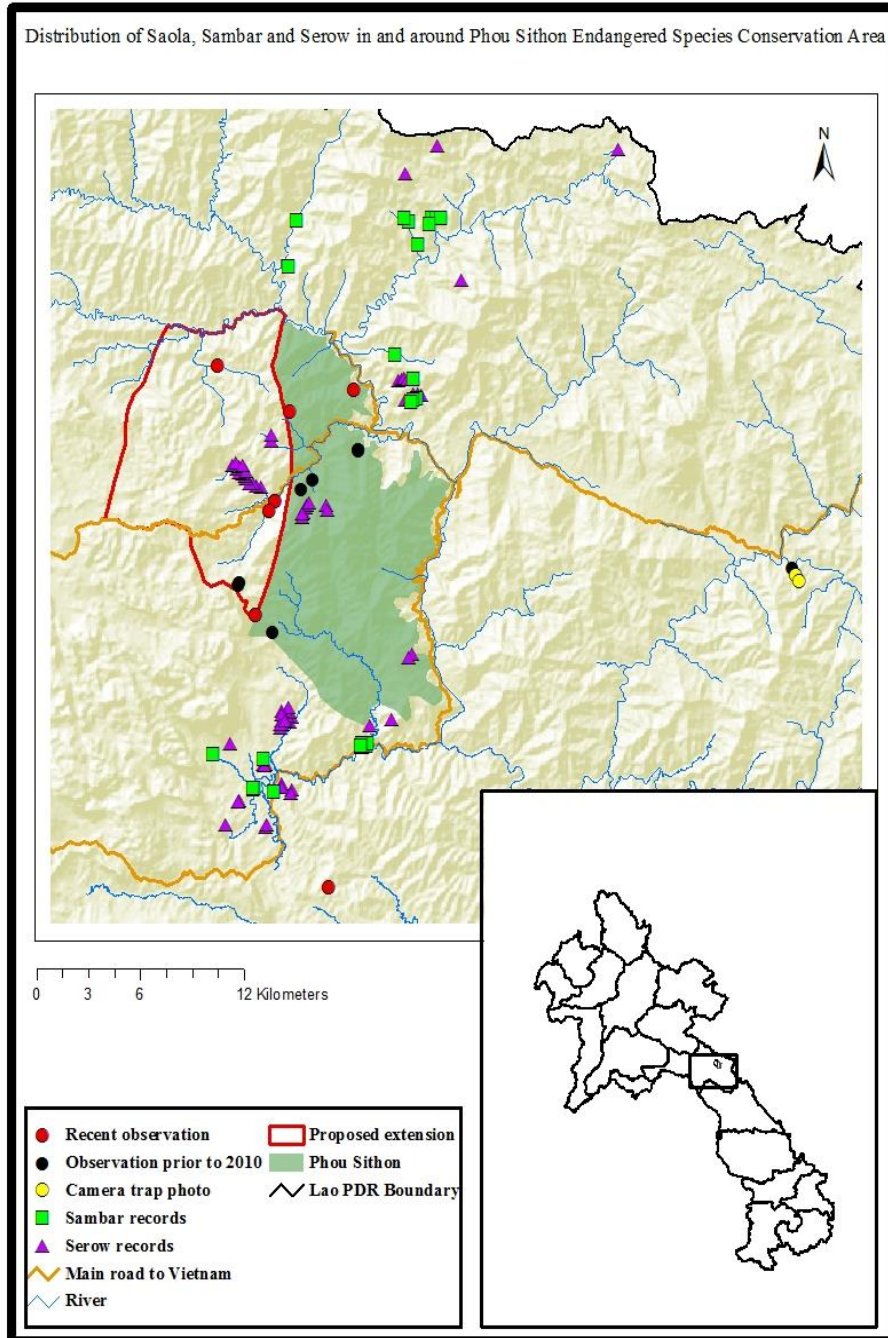 Distribution of Saola, Sambar and Serow in and around Phou Sithon Endangered Species Conservation Area
N
0 3 6 12 Kilometers
Recent observation
Observation prior to 2010
Camera trap photo
Sambar records
Serow records
Main road to Vietnam
River
Proposed extension
Phou Sithon
Lao PDR Boundary